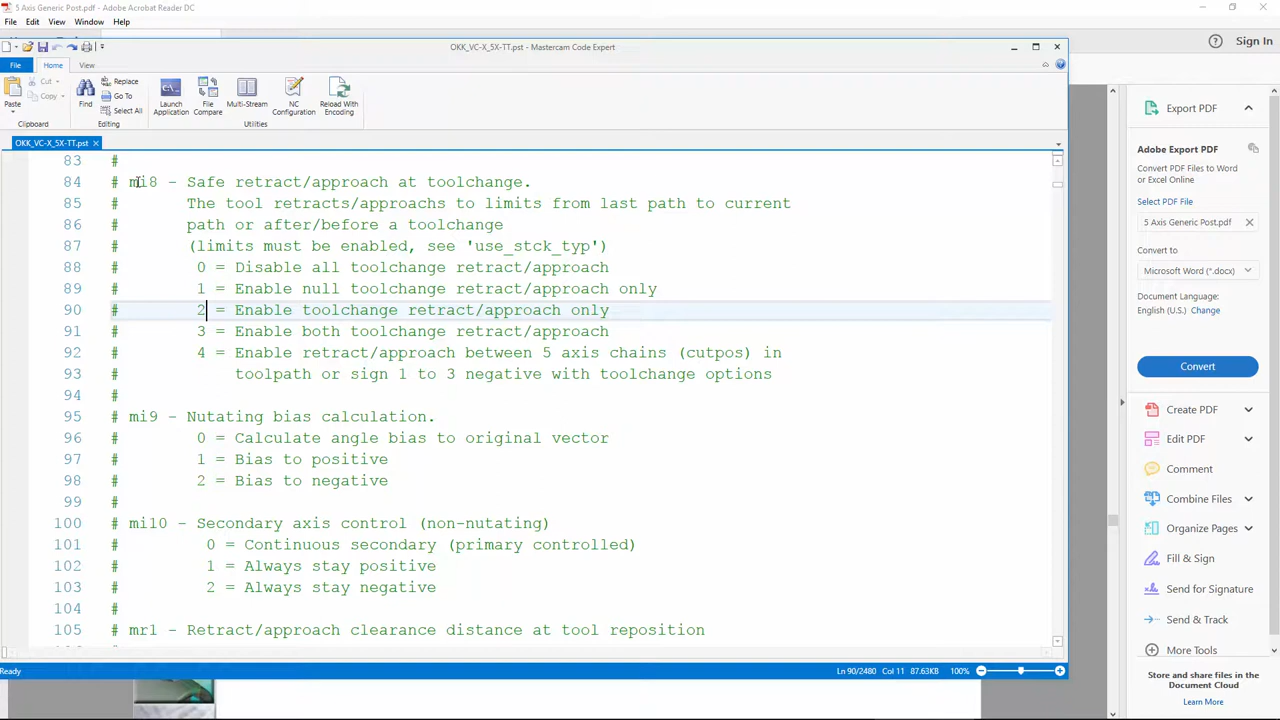 5 Axis Generic Post.pdf - Adobe Acrobat Reader DC
File Edit View Window Help
Sign In
OKK_VC-X_5X-TT.pst - Mastercam Code Expert
File Home View
Paste
Cut
Copy
Clipboard
Find
Replace
Go To
Select All
Editing
Launch Application
File Compare
Multi-Stream
NC Configuration
Reload With Encoding
Utilities
OKK_VC-X_5X-TT.pst
83 #
84 # mi8 - Safe retract/approach at toolchange.
85 # The tool retracts/approachs to limits from last path to current
86 # path or after/before a toolchange
87 # (limits must be enabled, see 'use_stck_typ')
88 # 0 = Disable all toolchange retract/approach
89 # 1 = Enable null toolchange retract/approach only
90 # 2 = Enable toolchange retract/approach only
91 # 3 = Enable both toolchange retract/approach
92 # 4 = Enable retract/approach between 5 axis chains (cutpos) in
93 # toolpath or sign 1 to 3 negative with toolchange options
94 #
95 # mi9 - Nutating bias calculation.
96 # 0 = Calculate angle bias to original vector
97 # 1 = Bias to positive
98 # 2 = Bias to negative
99 #
100 # mi10 - Secondary axis control (non-nutating)
101 # 0 = Continuous secondary (primary controlled)
102 # 1 = Always stay positive
103 # 2 = Always stay negative
104 #
105 # mr1 - Retract/approach clearance distance at tool reposition
Ready
Ln 90/2480 Col 11 87.63KB 100%
Export PDF
Adobe Export PDF
Convert PDF Files to Word
or Excel Online
Select PDF File
5 Axis Generic Post.pdf
Convert to
Microsoft Word (*.docx)
Document Language:
English (U.S.) Change
Convert
Create PDF
Edit PDF
Comment
Combine Files
Organize Pages
Fill & Sign
Send for Signature
Send & Track
More Tools
Store and share files in the
Document Cloud
Learn More